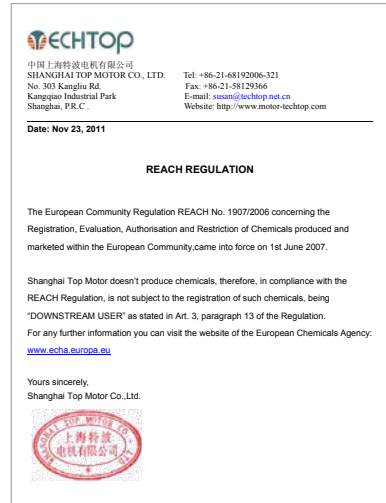 TECHTOP
中国上海特波电机有限公司
SHANGHAI TOP MOTOR CO., LTD. Tel: +86-21-68192006-321
No. 303 Kangliu Rd. Fax: +86-21-58129366
Kangqiao Industrial Park E-mail: susan@techtop.net.cn
Shanghai, P.R.C . Website: http://www.motor-techtop.com
Date: Nov 23, 2011
REACH REGULATION
The European Community Regulation REACH No. 1907/2006 concerning the
Registration, Evaluation, Authorisation and Restriction of Chemicals produced and
marketed within the European Community,came into force on 1st June 2007.
Shanghai Top Motor doesn't produce chemicals, therefore, in compliance with the
REACH Regulation, is not subject to the registration of such chemicals, being
“DOWNSTREAM USER” as stated in Art. 3, paragraph 13 of the Regulation.
For any further information you can visit the website of the European Chemicals Agency:
www.echa.europa.eu
Yours sincerely,
Shanghai Top Motor Co.,Ltd.
SHANGHAI TOP MOTOR CO., LTD.
上海特波
电机有限公司